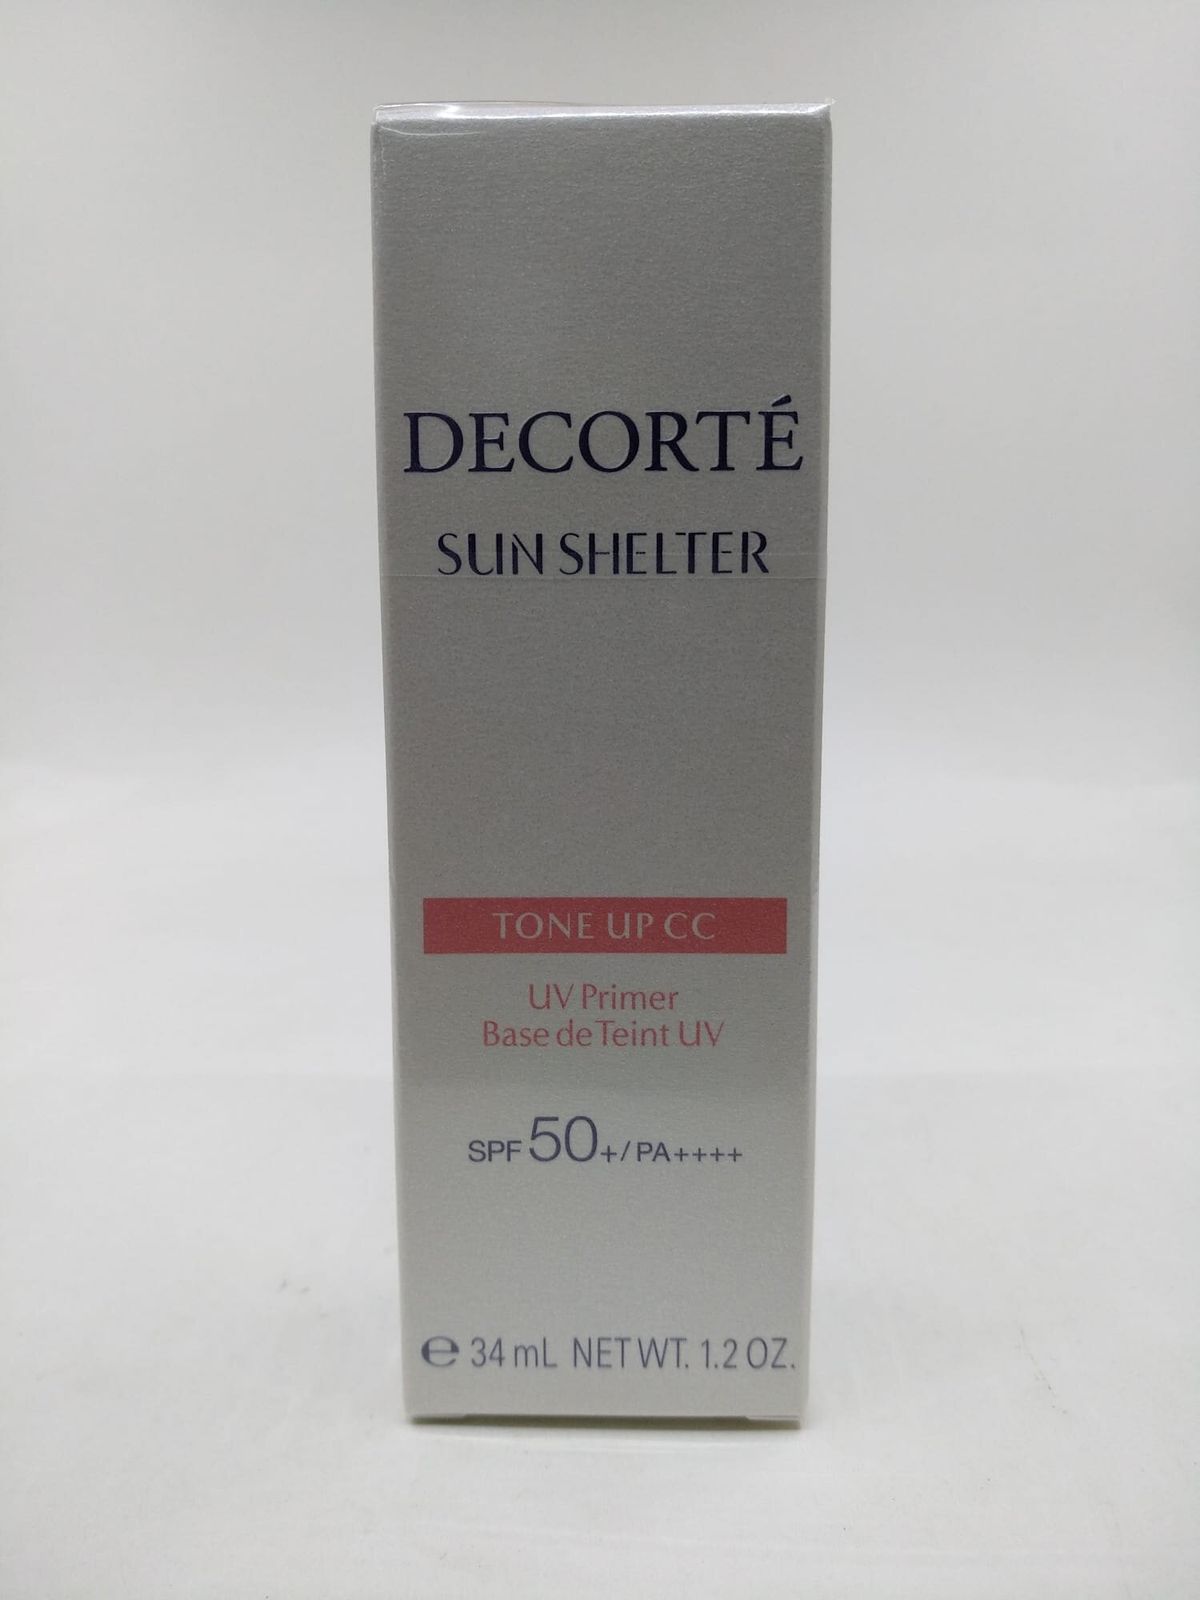 DECORTÉ
SUN SHELTER
TONE UP CC
UV Primer
Base de Teint UV
SPF 50+/PA++++
℮ 34 mL NET WT. 1.2 OZ.